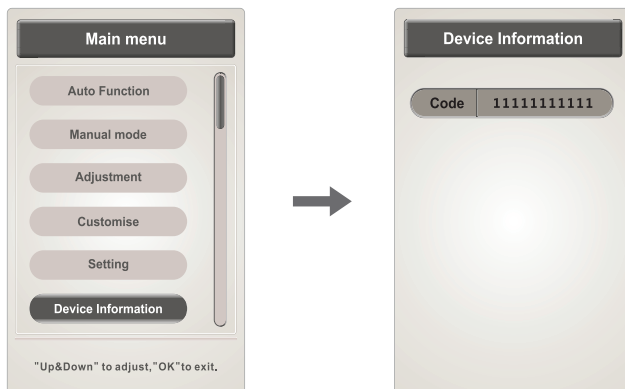 Main menu
Auto Function
Manual mode
Adjustment
Customise
Setting
Device Information
"Up&Down" to adjust,"OK"to exit.
Device Information
Code 11111111111